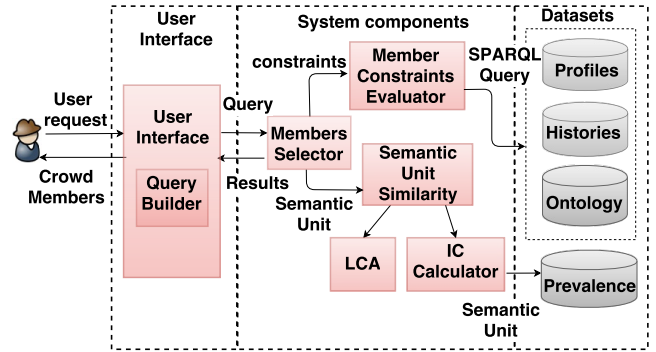 User
Interface
System components
Datasets
User
request
Crowd
Members
User
Interface
Query
Builder
Query
Results
constraints
Members
Selector
Semantic
Unit
Member
Constraints
Evaluator
Semantic
Unit
Similarity
LCA
IC
Calculator
SPARQL
Query
Semantic
Unit
Profiles
Histories
Ontology
Prevalence